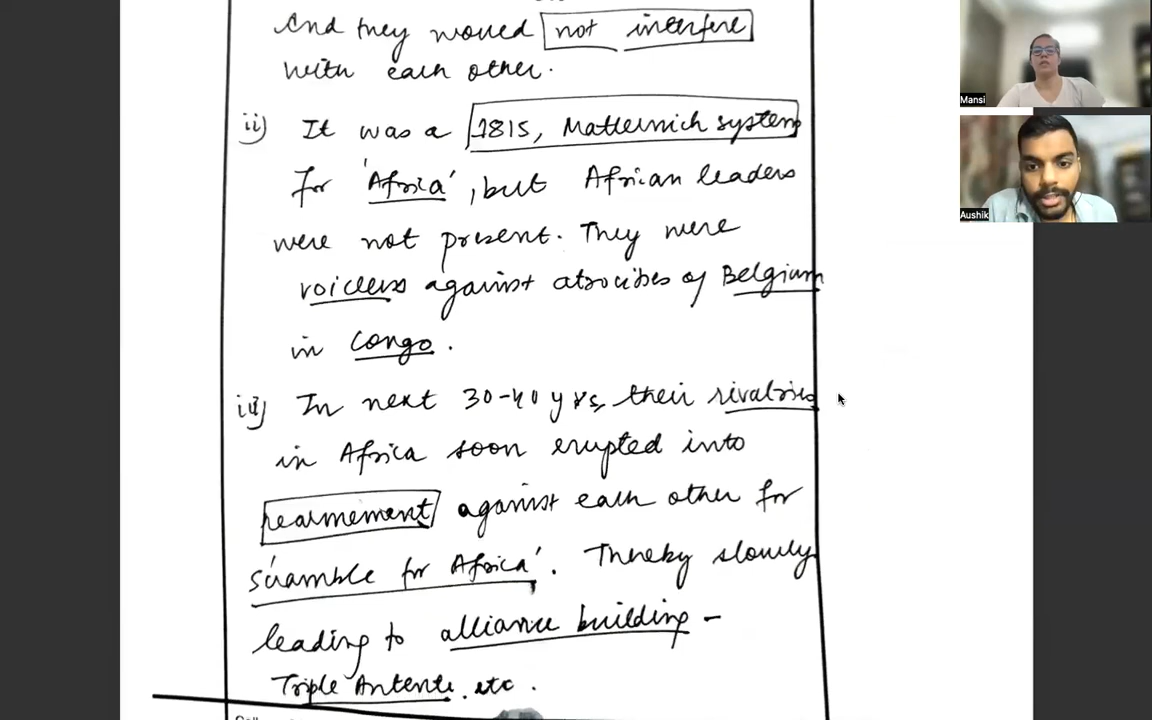 And they would not interfere
with each other.
ii) It was a 1815, Matternich system
for 'Africa', but African leaders
were not present. They were
voicless against atrocities of Belgium
in Congo.
iii) In next 30-40 yrs, their rivalries
in Africa soon erupted into
rearmement against each other for
'scramble for Africa'. Thereby slowly
leading to alliance building -
Triple Antente etc.
Mansi
Aushik